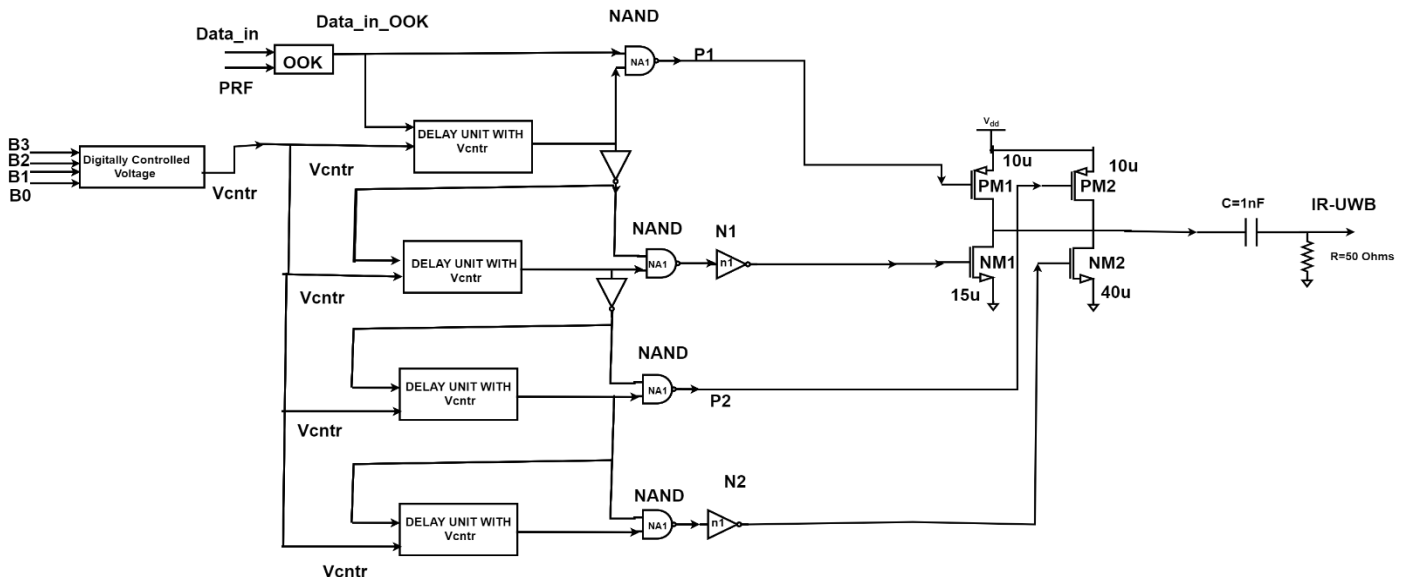 Data_in
Data_in_OOK
NAND
OOK
NA1
P1
PRF
B3
B2
B1
B0
Digitally Controlled
Voltage
Vcntr
Vcntr
DELAY UNIT WITH
Vcntr
Vdd
10u
PM1
10u
PM2
NAND
N1
NA1
n1
DELAY UNIT WITH
Vcntr
Vcntr
NM1
15u
NM2
40u
C=1nF
IR-UWB
R=50 Ohms
NAND
DELAY UNIT WITH
Vcntr
NA1
P2
Vcntr
NAND
N2
DELAY UNIT WITH
Vcntr
NA1
n1
Vcntr